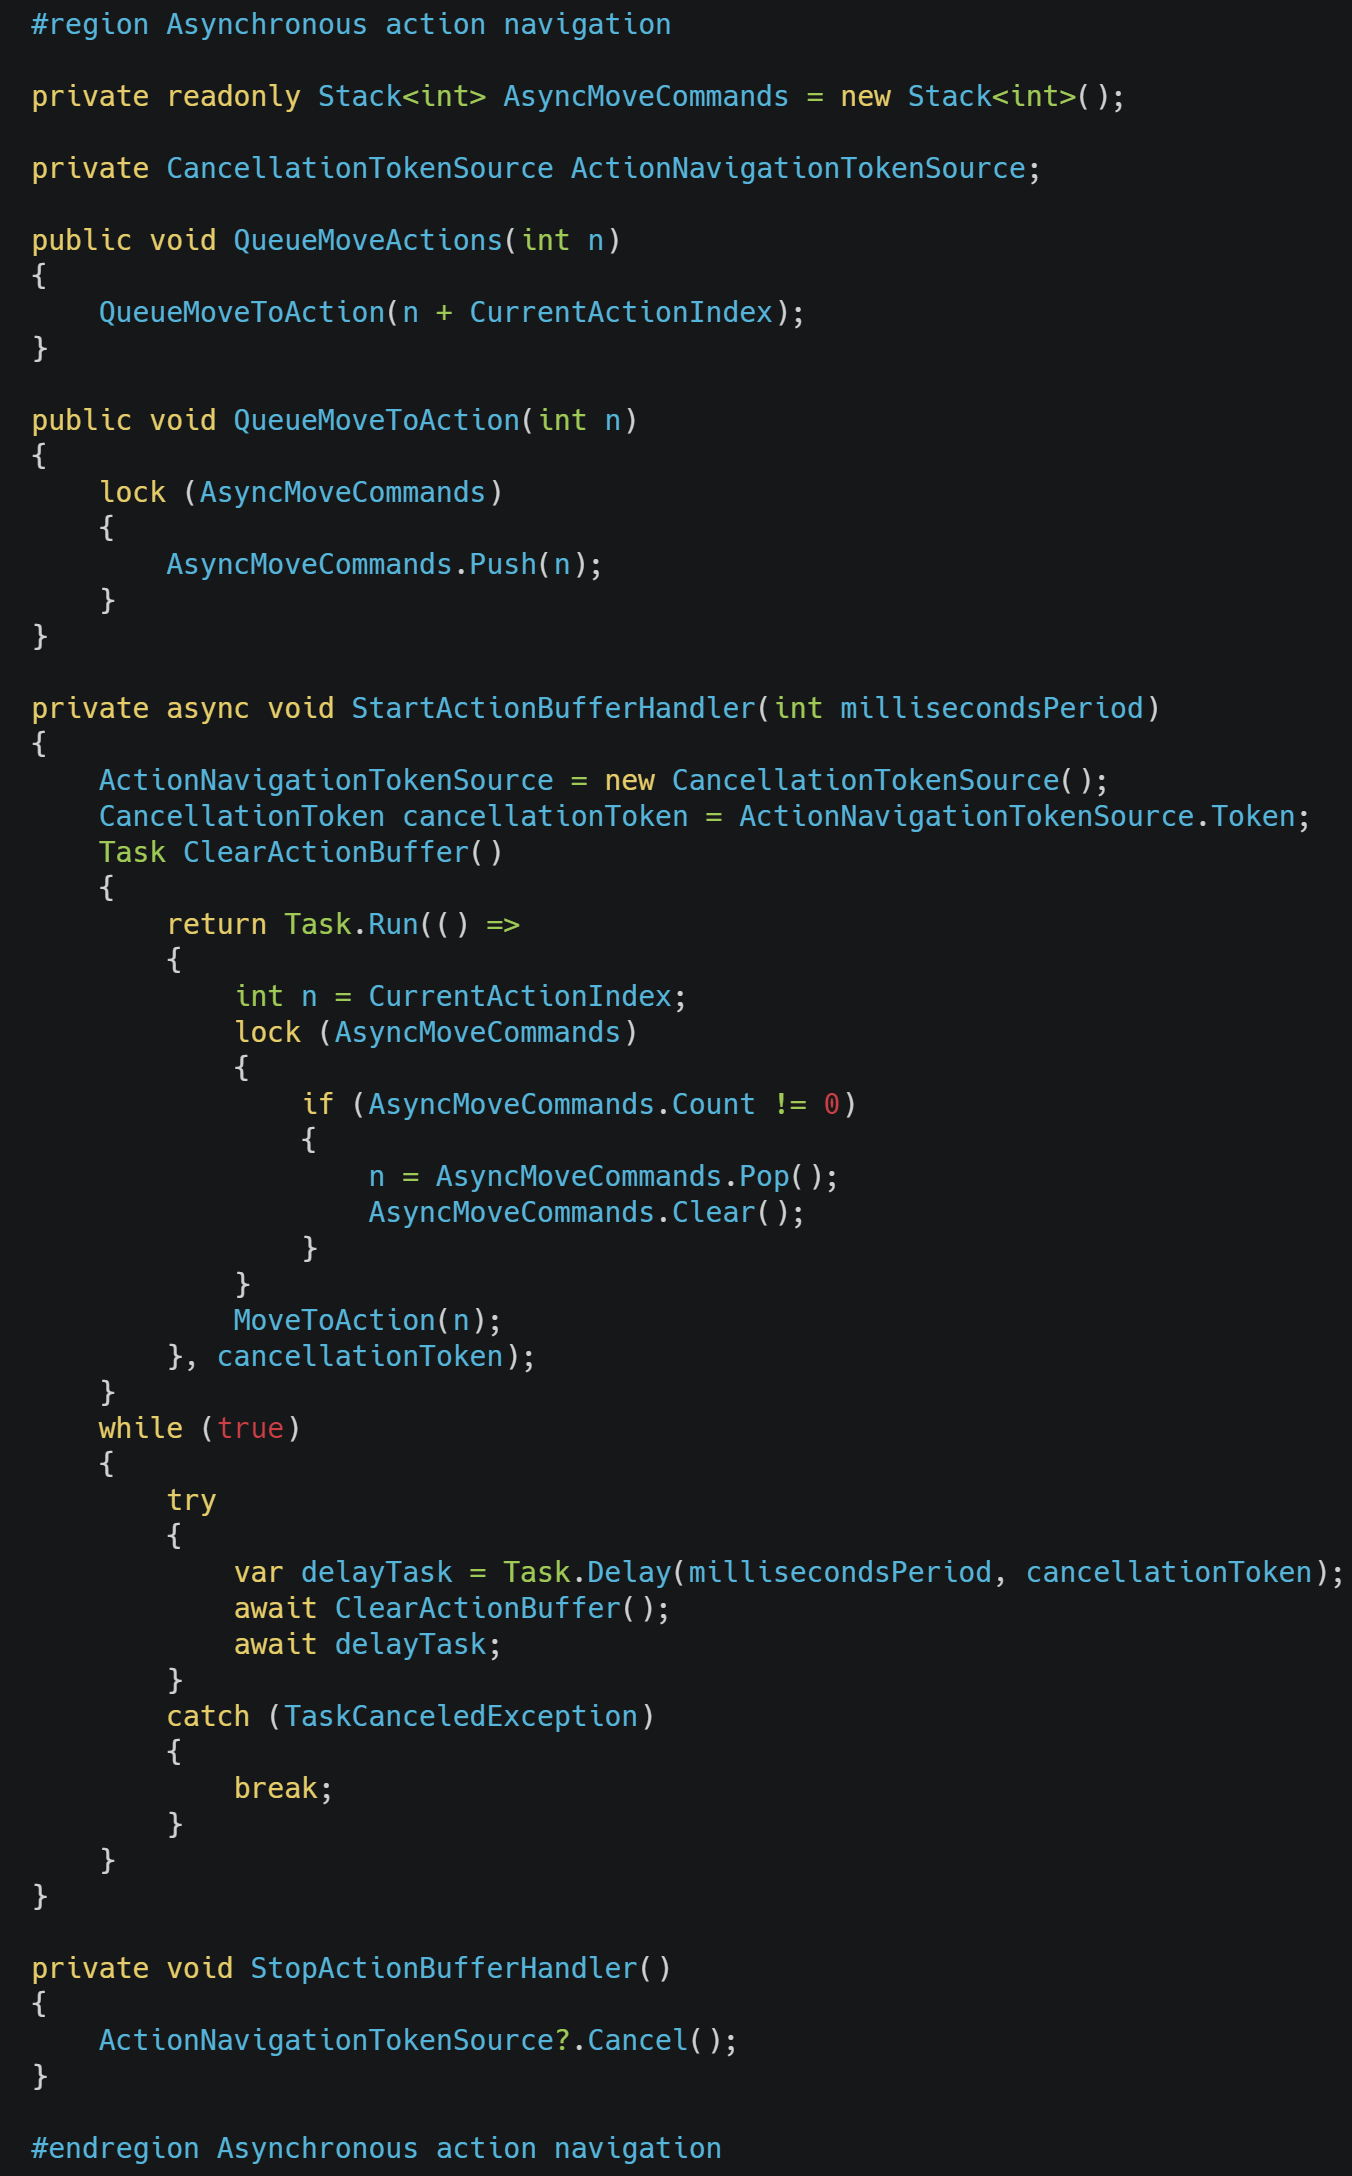 #region Asynchronous action navigation

private readonly Stack<int> AsyncMoveCommands = new Stack<int>();

private CancellationTokenSource ActionNavigationTokenSource;

public void QueueMoveActions(int n)
{
    QueueMoveToAction(n + CurrentActionIndex);
}

public void QueueMoveToAction(int n)
{
    lock (AsyncMoveCommands)
    {
        AsyncMoveCommands.Push(n);
    }
}

private async void StartActionBufferHandler(int millisecondsPeriod)
{
    ActionNavigationTokenSource = new CancellationTokenSource();
    CancellationToken cancellationToken = ActionNavigationTokenSource.Token;
    Task ClearActionBuffer()
    {
        return Task.Run(() =>
        {
            int n = CurrentActionIndex;
            lock (AsyncMoveCommands)
            {
                if (AsyncMoveCommands.Count != 0)
                {
                    n = AsyncMoveCommands.Pop();
                    AsyncMoveCommands.Clear();
                }
            }
            MoveToAction(n);
        }, cancellationToken);
    }
    while (true)
    {
        try
        {
            var delayTask = Task.Delay(millisecondsPeriod, cancellationToken);
            await ClearActionBuffer();
            await delayTask;
        }
        catch (TaskCanceledException)
        {
            break;
        }
    }
}

private void StopActionBufferHandler()
{
    ActionNavigationTokenSource?.Cancel();
}

#endregion Asynchronous action navigation